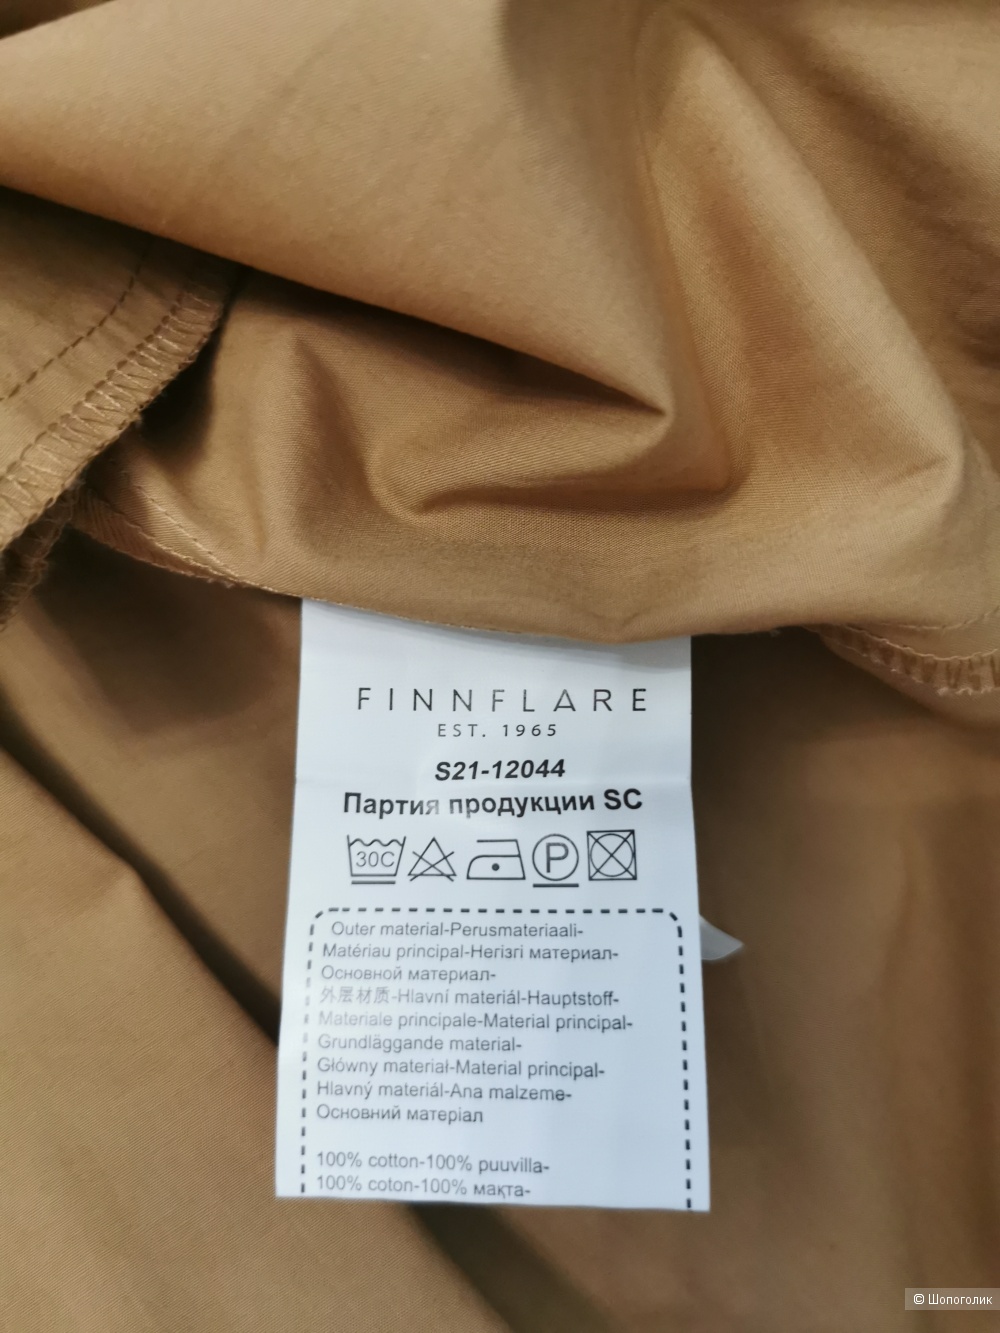 FINNFLARE
EST. 1965
S21-12044
Партия продукции SC
30C
P
Outer material-Perusmateriaali-
Matériau principal-Негізгі материал-
Основной материал-
外层材质-Hlavní materiál-Hauptstoff-
Materiale principale-Material principal-
Grundläggande material-
Główny materiał-Material principal-
Hlavný materiál-Ana malzeme-
Основний матеріал
100% cotton-100% puuvilla-
100% coton-100% мақта-
© Шопоголик